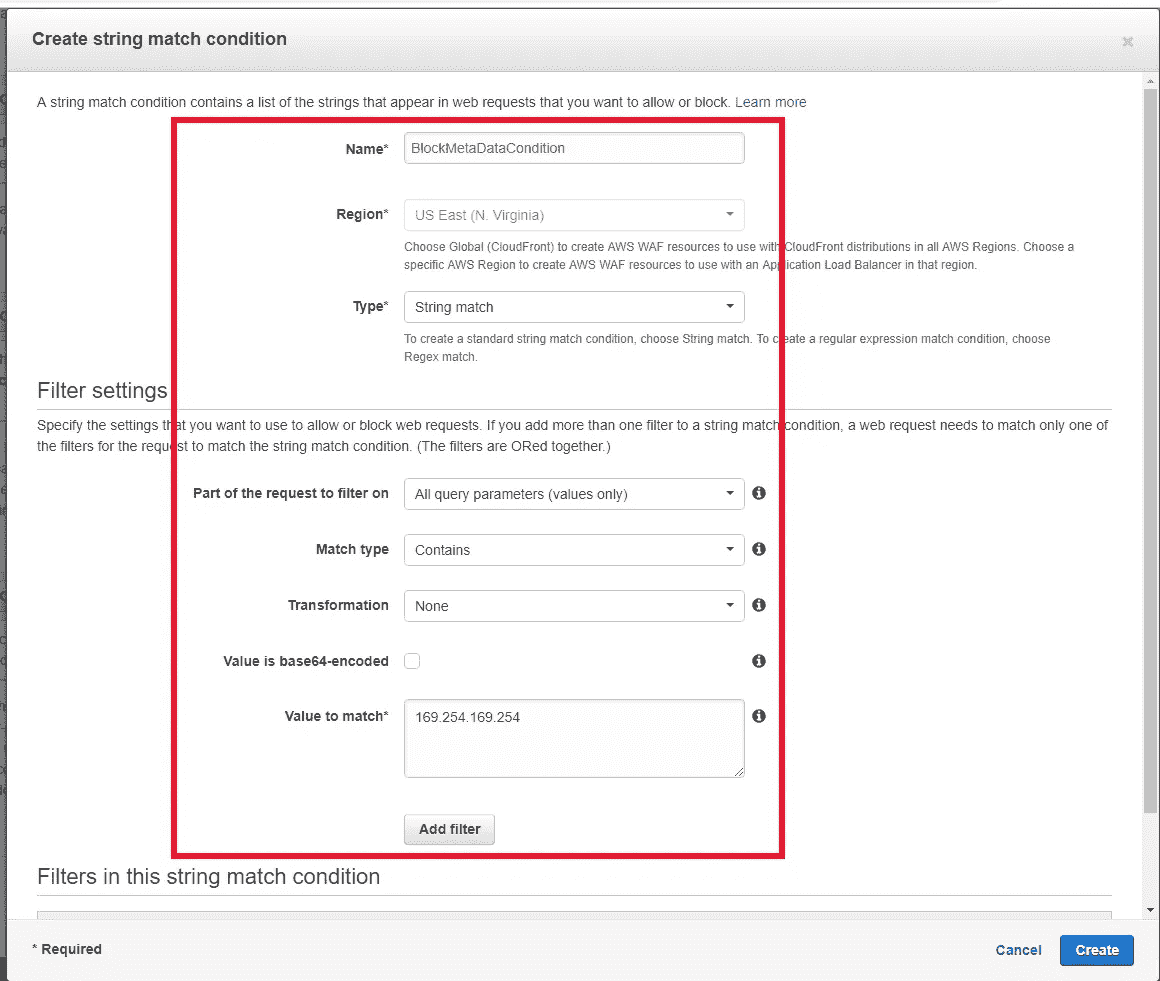 Create string match condition
A string match condition contains a list of the strings that appear in web requests that you want to allow or block. Learn more
Name* BlockMetaDataCondition
Region* US East (N. Virginia)
Choose Global (CloudFront) to create AWS WAF resources to use with CloudFront distributions in all AWS Regions. Choose a
specific AWS Region to create AWS WAF resources to use with an Application Load Balancer in that region.
Type* String match
To create a standard string match condition, choose String match. To create a regular expression match condition, choose
Regex match.
Filter settings
Specify the settings that you want to use to allow or block web requests. If you add more than one filter to a string match condition, a web request needs to match only one of
the filters for the request to match the string match condition. (The filters are ORed together.)
Part of the request to filter on All query parameters (values only)
Match type Contains
Transformation None
Value is base64-encoded
Value to match* 169.254.169.254
Add filter
Filters in this string match condition
* Required Cancel Create